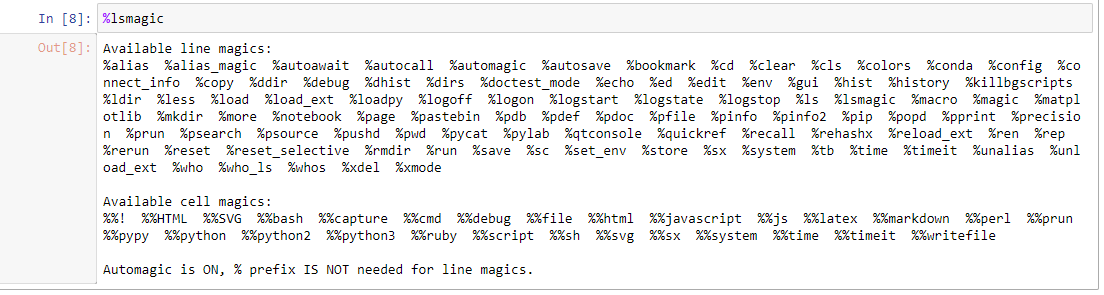 In [8]: %lsmagic
Out[8]: Available line magics:
%alias  %alias_magic  %autoawait  %autocall  %automagic  %autosave  %bookmark  %cd  %clear  %cls  %colors  %conda  %config  %co
nnect_info  %copy  %ddir  %debug  %dhist  %dirs  %doctest_mode  %echo  %ed  %edit  %env  %gui  %hist  %history  %killbgscripts
%ldir  %less  %load  %load_ext  %loadpy  %logoff  %logon  %logstart  %logstate  %logstop  %ls  %lsmagic  %macro  %magic  %matpl
otlib  %mkdir  %more  %notebook  %page  %pastebin  %pdb  %pdef  %pdoc  %pfile  %pinfo  %pinfo2  %pip  %popd  %pprint  %precisio
n  %prun  %psearch  %psource  %pushd  %pwd  %pycat  %pylab  %qtconsole  %quickref  %recall  %rehashx  %reload_ext  %ren  %rep
%rerun  %reset  %reset_selective  %rmdir  %run  %save  %sc  %set_env  %store  %sx  %system  %tb  %time  %timeit  %unalias  %unl
oad_ext  %who  %who_ls  %whos  %xdel  %xmode
Available cell magics:
%%!  %%HTML  %%SVG  %%bash  %%capture  %%cmd  %%debug  %%file  %%html  %%javascript  %%js  %%latex  %%markdown  %%perl  %%prun
%%pypy  %%python  %%python2  %%python3  %%ruby  %%script  %%sh  %%svg  %%sx  %%system  %%time  %%timeit  %%writefile
Automagic is ON, % prefix IS NOT needed for line magics.